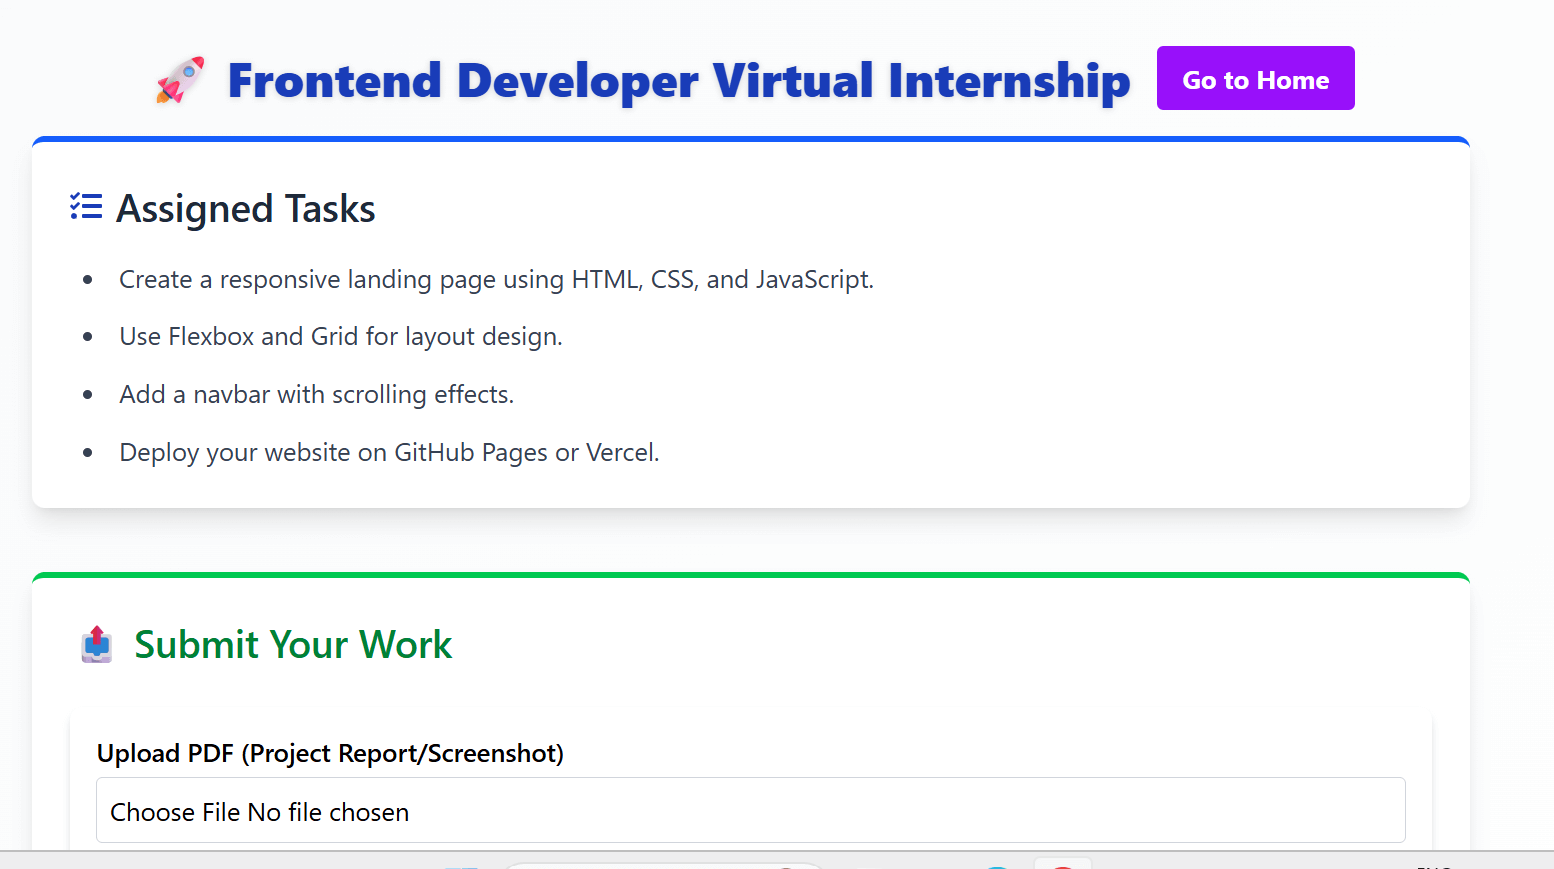 Frontend Developer Virtual Internship
Go to Home
Assigned Tasks
Create a responsive landing page using HTML, CSS, and JavaScript.
Use Flexbox and Grid for layout design.
Add a navbar with scrolling effects.
Deploy your website on GitHub Pages or Vercel.
Submit Your Work
Upload PDF (Project Report/Screenshot)
Choose File No file chosen